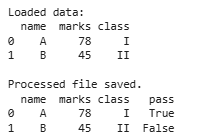 Loaded data:
  name  marks class
0    A     78     I
1    B     45    II

Processed file saved.
  name  marks class   pass
0    A     78     I   True
1    B     45    II  False